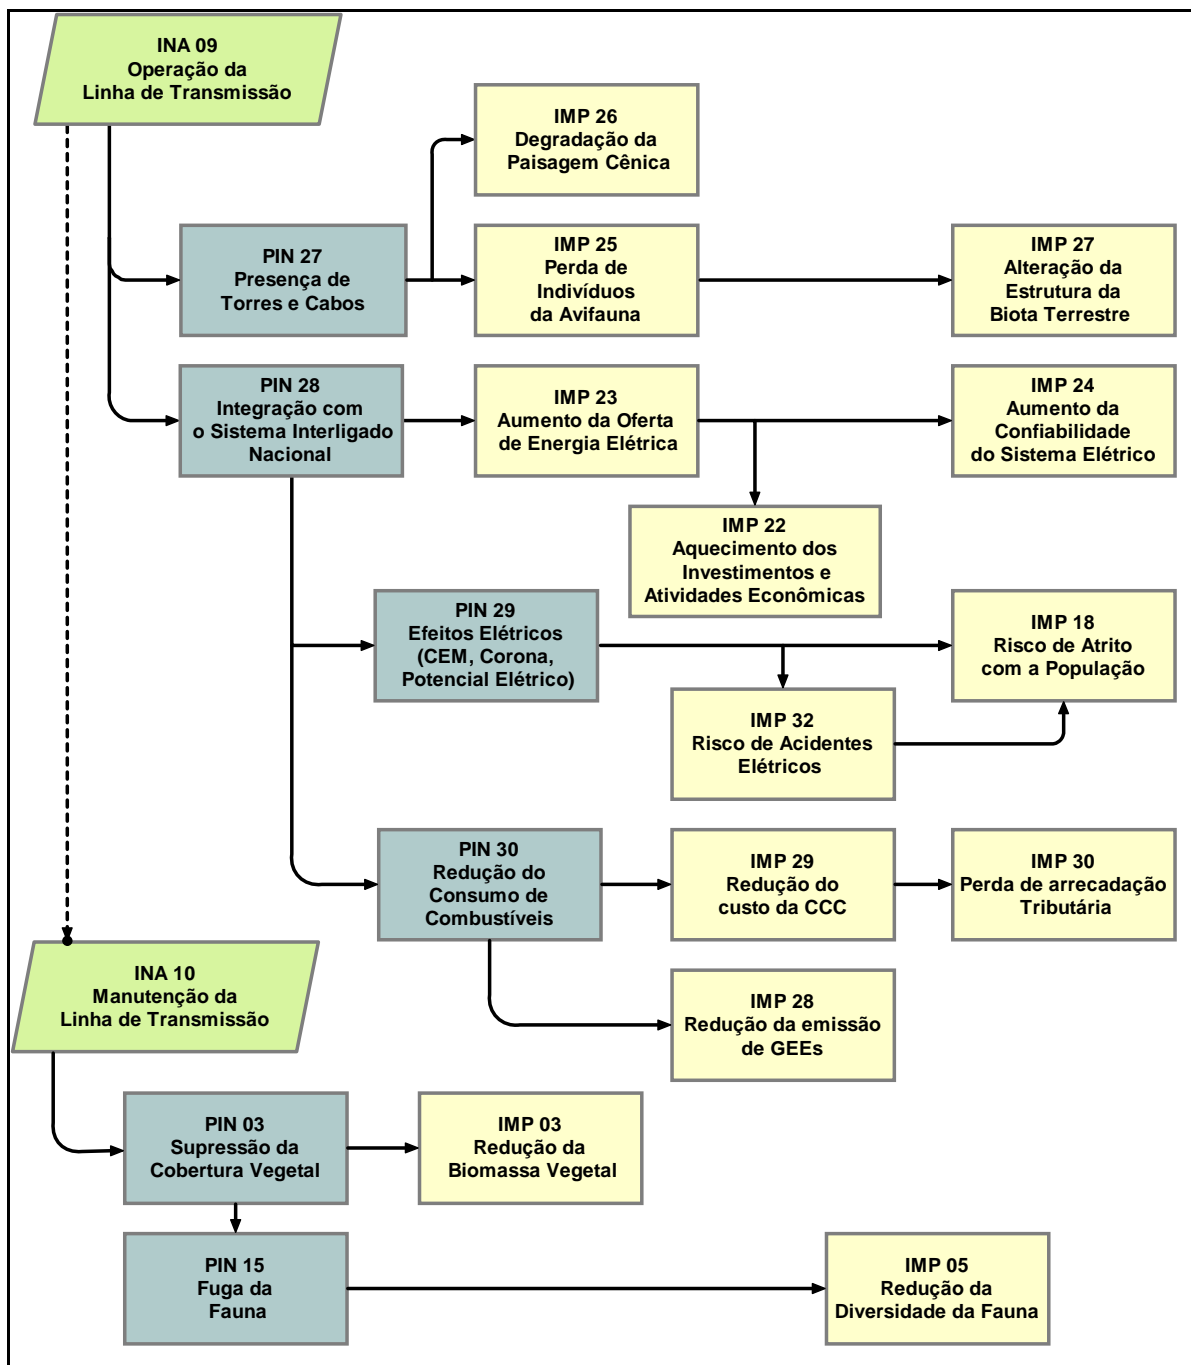 INA 09
Operação da
Linha de Transmissão
IMP 26
Degradação da
Paisagem Cênica
PIN 27
Presença de
Torres e Cabos
IMP 25
Perda de
Indivíduos
da Avifauna
IMP 27
Alteração da
Estrutura da
Biota Terrestre
PIN 28
Integração com
o Sistema Interligado
Nacional
IMP 23
Aumento da Oferta
de Energia Elétrica
IMP 24
Aumento da
Confiabilidade
do Sistema Elétrico
IMP 22
Aquecimento dos
Investimentos e
Atividades Econômicas
PIN 29
Efeitos Elétricos
(CEM, Corona,
Potencial Elétrico)
IMP 18
Risco de Atrito
com a População
IMP 32
Risco de Acidentes
Elétricos
PIN 30
Redução do
Consumo de
Combustíveis
IMP 29
Redução do
custo da CCC
IMP 30
Perda de arrecadação
Tributária
INA 10
Manutenção da
Linha de Transmissão
IMP 28
Redução da emissão
de GEEs
PIN 03
Supressão da
Cobertura Vegetal
IMP 03
Redução da
Biomassa Vegetal
PIN 15
Fuga da
Fauna
IMP 05
Redução da
Diversidade da Fauna